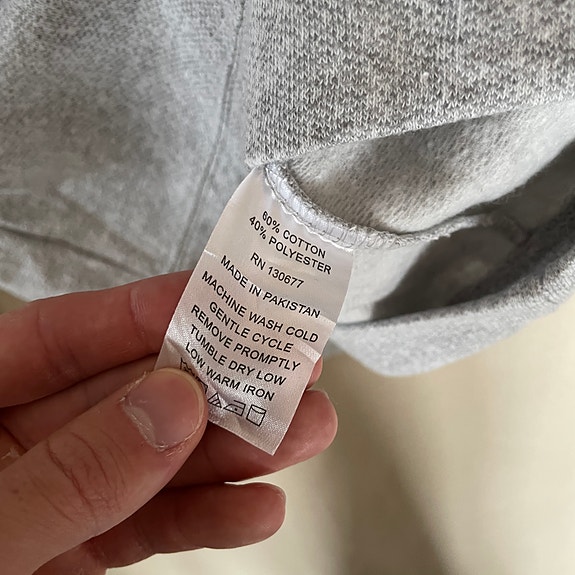 60% COTTON
40% POLYESTER
RN 130677
MADE IN PAKISTAN
MACHINE WASH COLD
GENTLE CYCLE
REMOVE PROMPTLY
TUMBLE DRY LOW
LOW WARM IRON